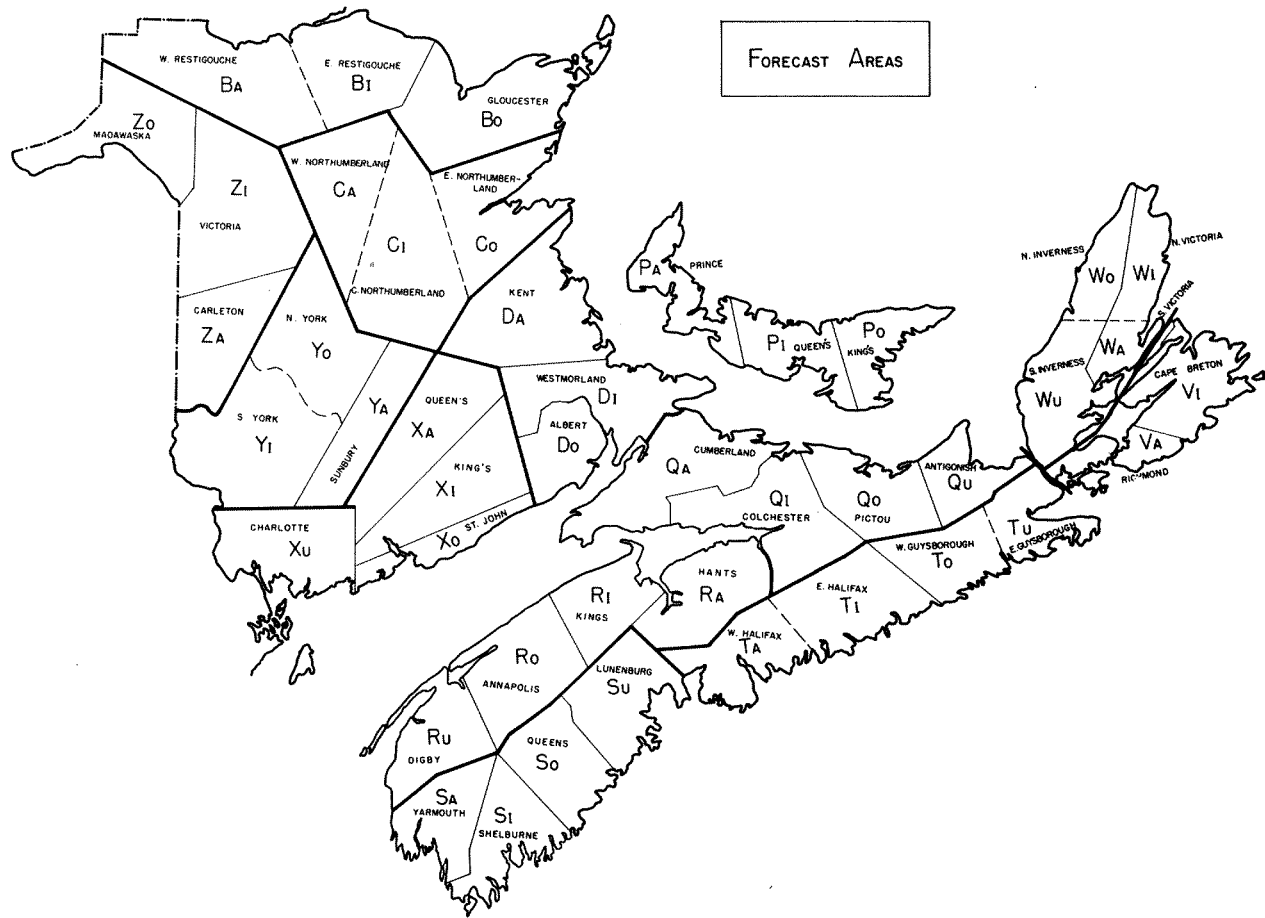 FORECAST AREAS
W. RESTIGOUCHE
BA
E. RESTIGOUCHE
BI
GLOUCESTER
BO
ZO
MADAWASKA
ZI
VICTORIA
W. NORTHUMBERLAND
CA
E. NORTHUMBER-
LAND
CI
CO
C. NORTHUMBERLAND
CARLETON
ZA
N. YORK
YO
KENT
DA
S YORK
YI
YA
SUNBURY
QUEEN'S
XA
KING'S
XI
WESTMORLAND
DI
ALBERT
DO
ST. JOHN
XO
CHARLOTTE
XU
PA
PRINCE
PI
QUEEN'S
PO
KING'S
N. INVERNESS
WO
WI
N. VICTORIA
S. VICTORIA
WA
S. INVERNESS
WU
CAPE BRETON
VI
VA
RICHMOND
CUMBERLAND
QA
QI
COLCHESTER
QO
PICTOU
ANTIGONISH
QU
W. GUYSBOROUGH
TO
TU
E. GUYSBOROUGH
E. HALIFAX
TI
W. HALIFAX
TA
HANTS
RA
RI
KINGS
RO
ANNAPOLIS
RU
DIGBY
LUNENBURG
SU
QUEENS
SO
SA
YARMOUTH
SI
SHELBURNE